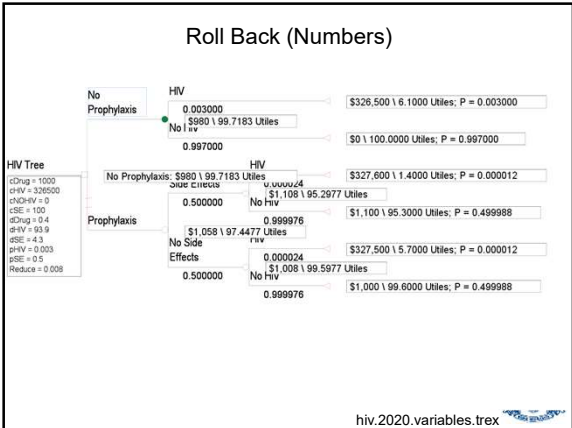 Roll Back (Numbers)
No
Prophylaxis
HIV
0.003000
$326,500 \ 6.1000 Utiles; P = 0.003000
$980 \ 99.7183 Utiles
No HIV
0.997000
$0 \ 100.0000 Utiles; P = 0.997000
HIV Tree
cDrug = 1000
cHIV = 326500
cNOHIV = 0
cSE = 100
dDrug = 0.4
dHIV = 93.9
dSE = 4.3
pHIV = 0.003
pSE = 0.5
Reduce = 0.008
No Prophylaxis: $980 \ 99.7183 Utiles
Prophylaxis
$1,058 \ 97.4477 Utiles
Side Effects
0.500000
HIV
0.000024
$327,600 \ 1.4000 Utiles; P = 0.000012
$1,108 \ 95.2977 Utiles
No HIV
0.999976
$1,100 \ 95.3000 Utiles; P = 0.499988
No Side
Effects
0.500000
HIV
0.000024
$327,500 \ 5.7000 Utiles; P = 0.000012
$1,008 \ 99.5977 Utiles
No HIV
0.999976
$1,000 \ 99.6000 Utiles; P = 0.499988
hiv.2020.variables.trex